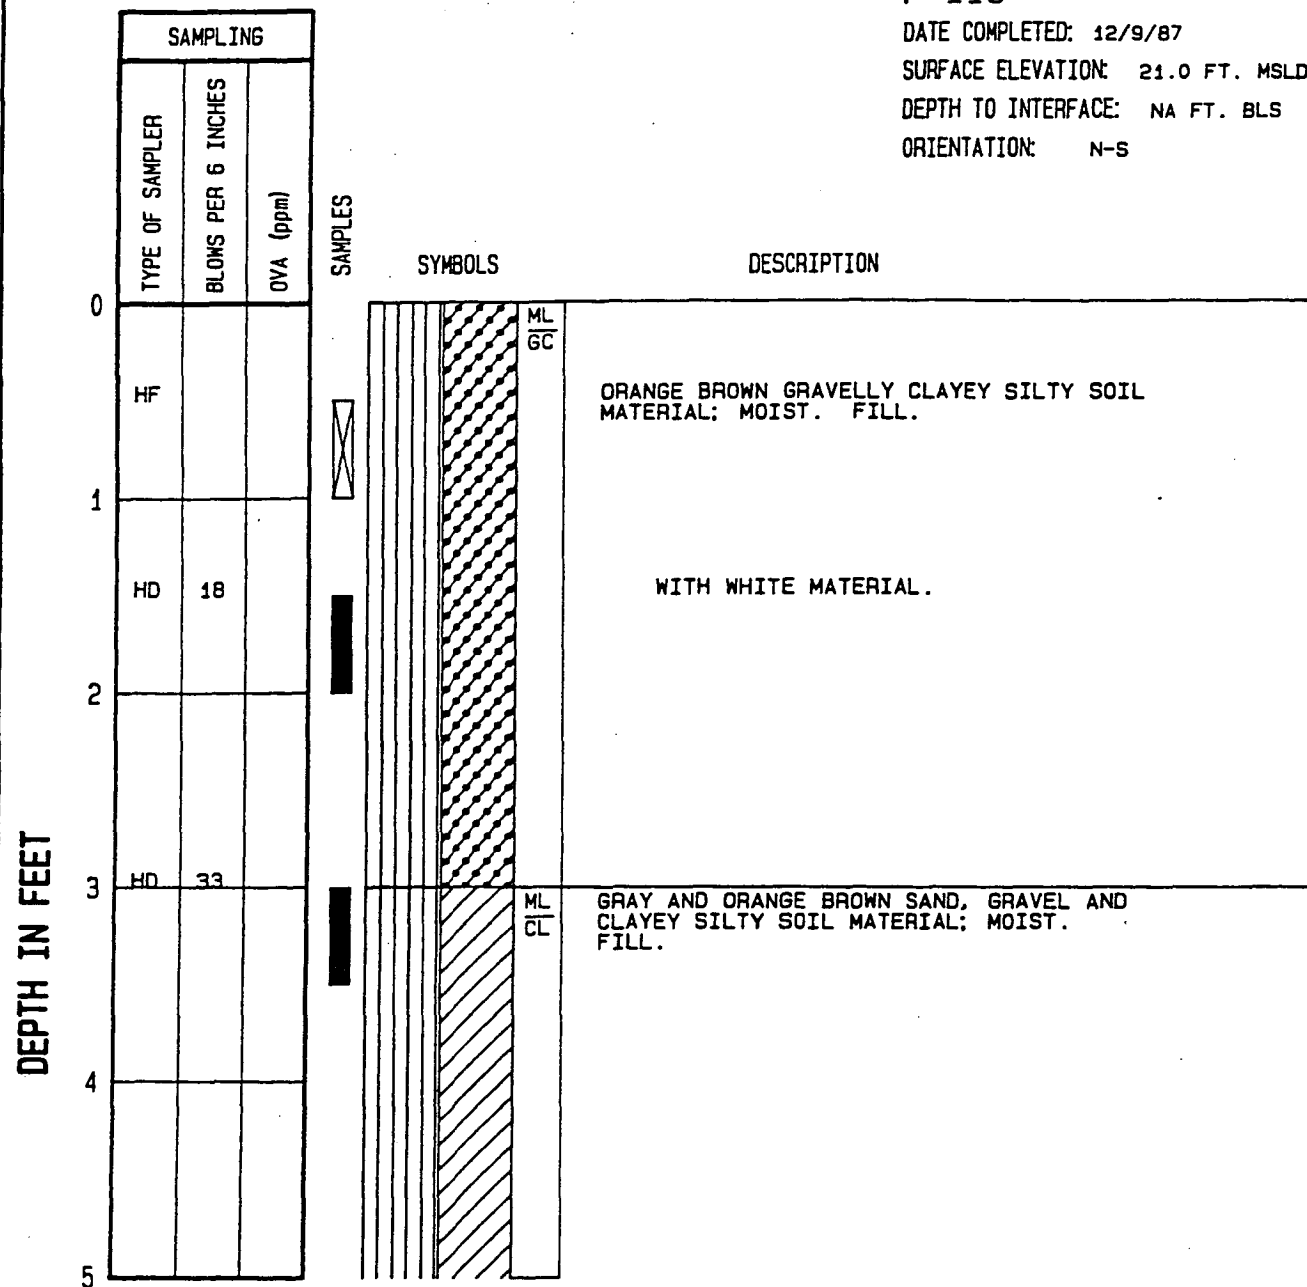 DATE COMPLETED: 12/9/87
SURFACE ELEVATION: 21.0 FT. MSLD
DEPTH TO INTERFACE: NA FT. BLS
ORIENTATION: N-S
SAMPLING
TYPE OF SAMPLER
BLOWS PER 6 INCHES
OVA (ppm)
SAMPLES
SYMBOLS
DESCRIPTION
0
ML
GC
HF
ORANGE BROWN GRAVELLY CLAYEY SILTY SOIL
MATERIAL; MOIST. FILL.
1
HD 18
WITH WHITE MATERIAL.
2
DEPTH IN FEET
HD 33
3
ML
CL
GRAY AND ORANGE BROWN SAND, GRAVEL AND
CLAYEY SILTY SOIL MATERIAL; MOIST.
FILL.
4
5